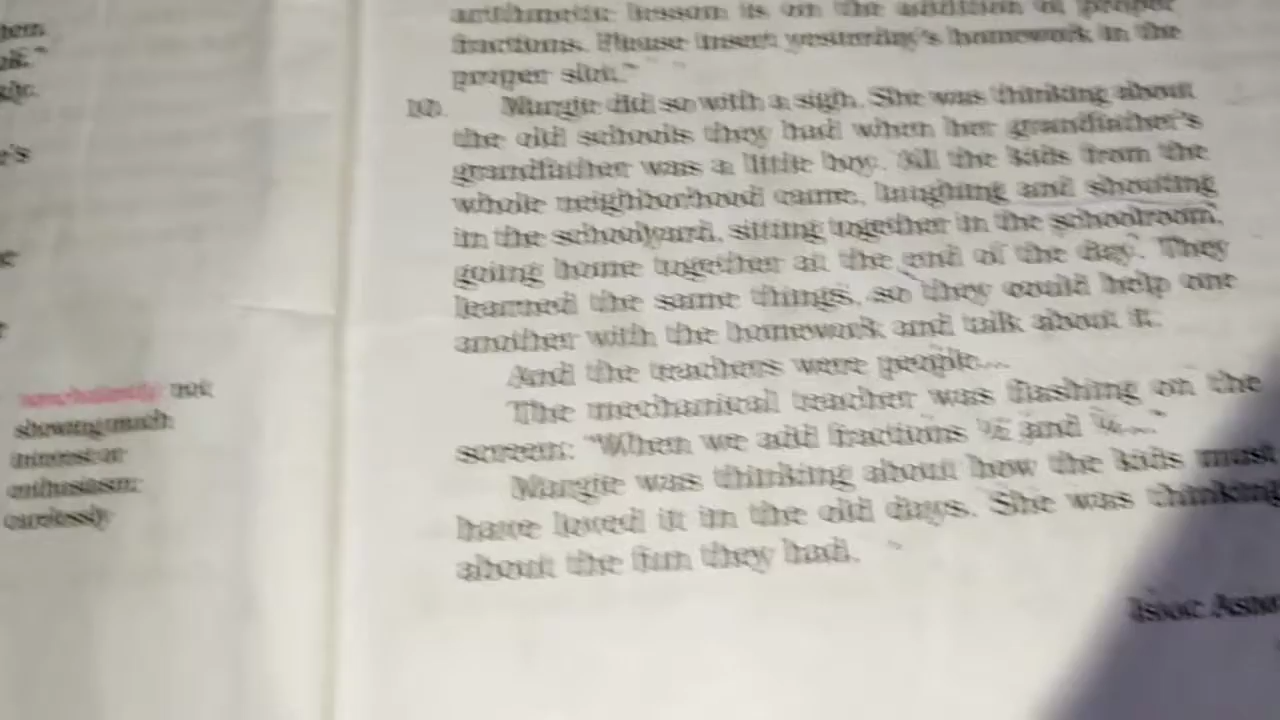 arithmetic lesson is on the addition of proper
fractions. Please insert yesterday's homework in the
proper slot."
10. Margie did so with a sigh. She was thinking about
the old schools they had when her grandfather's
grandfather was a little boy. All the kids from the
whole neighborhood came, laughing and shouting
in the schoolyard, sitting together in the schoolroom,
going home together at the end of the day. They
learned the same things, so they could help one
another with the homework and talk about it.
And the teachers were people...
The mechanical teacher was flashing on the
screen: "When we add fractions ½ and ¼..."
Margie was thinking about how the kids must
have loved it in the old days. She was thinking
about the fun they had.
nonchalantly: not
showing much
interest or
enthusiasm;
carelessly
Isaac